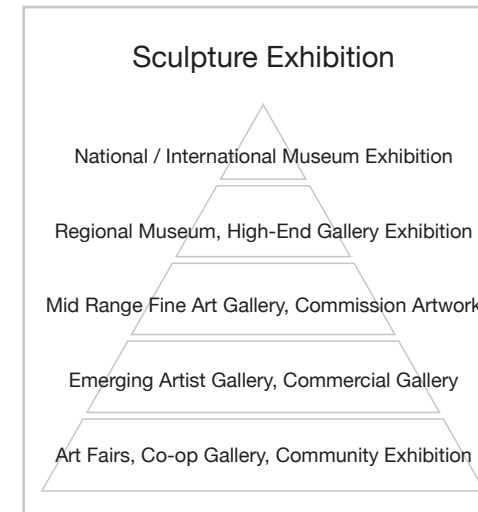 Sculpture Exhibition
National / International Museum Exhibition
Regional Museum, High-End Gallery Exhibition
Mid Range Fine Art Gallery, Commission Artwork
Emerging Artist Gallery, Commercial Gallery
Art Fairs, Co-op Gallery, Community Exhibition